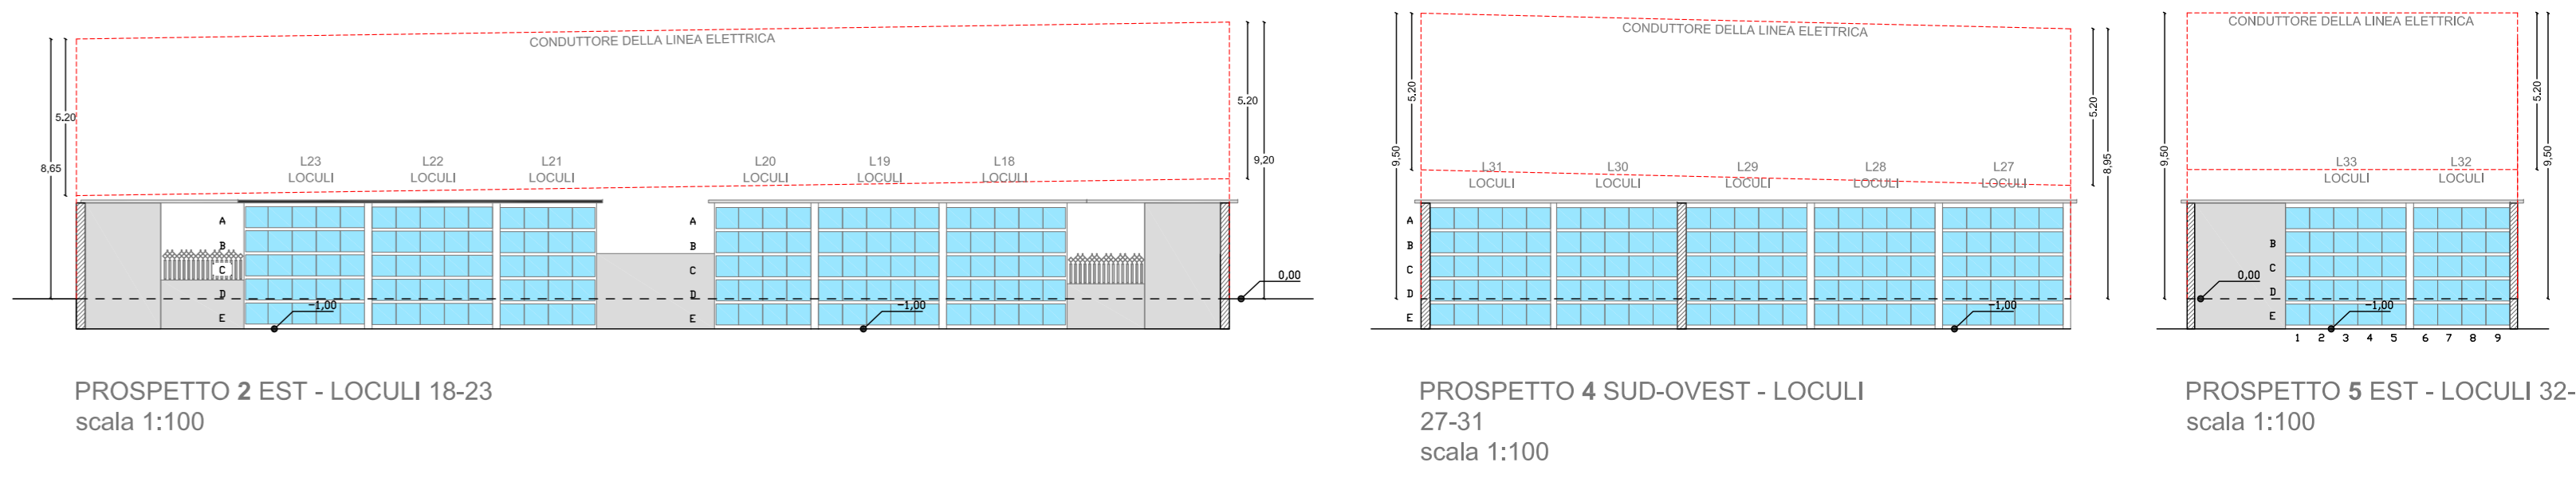 CONDUTTORE DELLA LINEA ELETTRICA
5.20
8,65
5.20
9,20
L23
LOCULI
L22
LOCULI
L21
LOCULI
L20
LOCULI
L19
LOCULI
L18
LOCULI
A
B
C
D
E
A
B
C
D
E
-1,00
-1,00
0,00
PROSPETTO 2 EST - LOCULI 18-23
scala 1:100
CONDUTTORE DELLA LINEA ELETTRICA
9,50
5.20
5.20
8,95
L31
LOCULI
L30
LOCULI
L29
LOCULI
L28
LOCULI
L27
LOCULI
A
B
C
D
E
-1,00
PROSPETTO 4 SUD-OVEST - LOCULI
27-31
scala 1:100
CONDUTTORE DELLA LINEA ELETTRICA
9,50
5.20
9,50
L33
LOCULI
L32
LOCULI
B
C
D
E
0,00
-1,00
1 2 3 4 5 6 7 8 9
PROSPETTO 5 EST - LOCULI 32-
scala 1:100